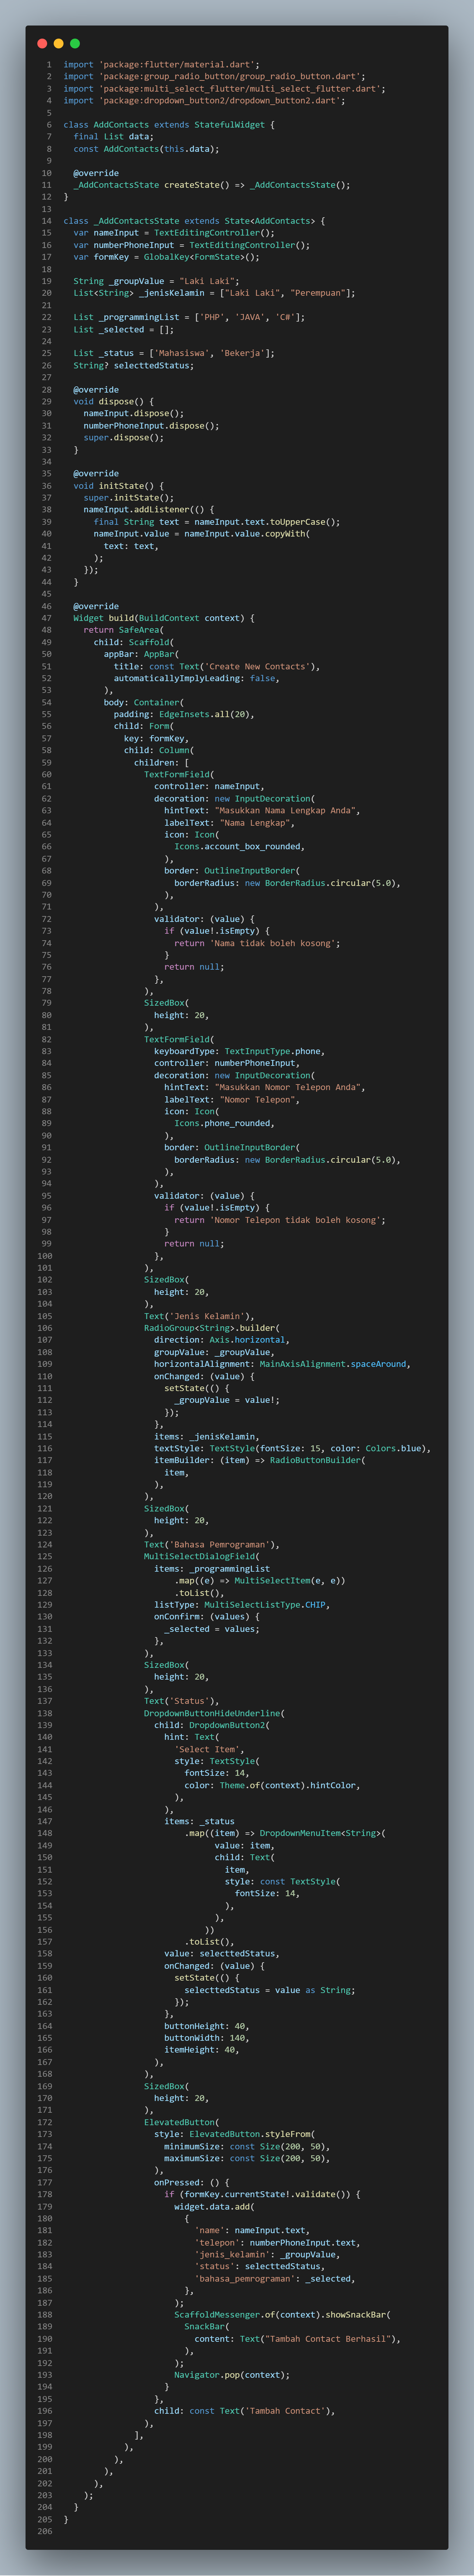 1 import 'package:flutter/material.dart';
2 import 'package:group_radio_button/group_radio_button.dart';
3 import 'package:multi_select_flutter/multi_select_flutter.dart';
4 import 'package:dropdown_button2/dropdown_button2.dart';
5
6 class AddContacts extends StatefulWidget {
7   final List data;
8   const AddContacts(this.data);
9
10   @override
11   _AddContactsState createState() => _AddContactsState();
12 }
13
14 class _AddContactsState extends State<AddContacts> {
15   var nameInput = TextEditingController();
16   var numberPhoneInput = TextEditingController();
17   var formKey = GlobalKey<FormState>();
18
19   String _groupValue = "Laki Laki";
20   List<String> _jenisKelamin = ["Laki Laki", "Perempuan"];
21
22   List _programmingList = ['PHP', 'JAVA', 'C#'];
23   List _selected = [];
24
25   List _status = ['Mahasiswa', 'Bekerja'];
26   String? selecttedStatus;
27
28   @override
29   void dispose() {
30     nameInput.dispose();
31     numberPhoneInput.dispose();
32     super.dispose();
33   }
34
35   @override
36   void initState() {
37     super.initState();
38     nameInput.addListener(() {
39       final String text = nameInput.text.toUpperCase();
40       nameInput.value = nameInput.value.copyWith(
41         text: text,
42       );
43     });
44   }
45
46   @override
47   Widget build(BuildContext context) {
48     return SafeArea(
49       child: Scaffold(
50         appBar: AppBar(
51           title: const Text('Create New Contacts'),
52           automaticallyImplyLeading: false,
53         ),
54         body: Container(
55           padding: EdgeInsets.all(20),
56           child: Form(
57             key: formKey,
58             child: Column(
59               children: [
60                 TextFormField(
61                   controller: nameInput,
62                   decoration: new InputDecoration(
63                     hintText: "Masukkan Nama Lengkap Anda",
64                     labelText: "Nama Lengkap",
65                     icon: Icon(
66                       Icons.account_box_rounded,
67                     ),
68                     border: OutlineInputBorder(
69                       borderRadius: new BorderRadius.circular(5.0),
70                     ),
71                   ),
72                   validator: (value) {
73                     if (value!.isEmpty) {
74                       return 'Nama tidak boleh kosong';
75                     }
76                     return null;
77                   },
78                 ),
79                 SizedBox(
80                   height: 20,
81                 ),
82                 TextFormField(
83                   keyboardType: TextInputType.phone,
84                   controller: numberPhoneInput,
85                   decoration: new InputDecoration(
86                     hintText: "Masukkan Nomor Telepon Anda",
87                     labelText: "Nomor Telepon",
88                     icon: Icon(
89                       Icons.phone_rounded,
90                     ),
91                     border: OutlineInputBorder(
92                       borderRadius: new BorderRadius.circular(5.0),
93                     ),
94                   ),
95                   validator: (value) {
96                     if (value!.isEmpty) {
97                       return 'Nomor Telepon tidak boleh kosong';
98                     }
99                     return null;
100                   },
101                 ),
102                 SizedBox(
103                   height: 20,
104                 ),
105                 Text('Jenis Kelamin'),
106                 RadioGroup<String>.builder(
107                   direction: Axis.horizontal,
108                   groupValue: _groupValue,
109                   horizontalAlignment: MainAxisAlignment.spaceAround,
110                   onChanged: (value) {
111                     setState(() {
112                       _groupValue = value!;
113                     });
114                   },
115                   items: _jenisKelamin,
116                   textStyle: TextStyle(fontSize: 15, color: Colors.blue),
117                   itemBuilder: (item) => RadioButtonBuilder(
118                     item,
119                   ),
120                 ),
121                 SizedBox(
122                   height: 20,
123                 ),
124                 Text('Bahasa Pemrograman'),
125                 MultiSelectDialogField(
126                   items: _programmingList
127                       .map((e) => MultiSelectItem(e, e))
128                       .toList(),
129                   listType: MultiSelectListType.CHIP,
130                   onConfirm: (values) {
131                     _selected = values;
132                   },
133                 ),
134                 SizedBox(
135                   height: 20,
136                 ),
137                 Text('Status'),
138                 DropdownButtonHideUnderline(
139                   child: DropdownButton2(
140                     hint: Text(
141                       'Select Item',
142                       style: TextStyle(
143                         fontSize: 14,
144                         color: Theme.of(context).hintColor,
145                       ),
146                     ),
147                     items: _status
148                         .map((item) => DropdownMenuItem<String>(
149                               value: item,
150                               child: Text(
151                                 item,
152                                 style: const TextStyle(
153                                   fontSize: 14,
154                                 ),
155                               ),
156                             ))
157                         .toList(),
158                     value: selecttedStatus,
159                     onChanged: (value) {
160                       setState(() {
161                         selecttedStatus = value as String;
162                       });
163                     },
164                     buttonHeight: 40,
165                     buttonWidth: 140,
166                     itemHeight: 40,
167                   ),
168                 ),
169                 SizedBox(
170                   height: 20,
171                 ),
172                 ElevatedButton(
173                   style: ElevatedButton.styleFrom(
174                     minimumSize: const Size(200, 50),
175                     maximumSize: const Size(200, 50),
176                   ),
177                   onPressed: () {
178                     if (formKey.currentState!.validate()) {
179                       widget.data.add(
180                         {
181                           'name': nameInput.text,
182                           'telepon': numberPhoneInput.text,
183                           'jenis_kelamin': _groupValue,
184                           'status': selecttedStatus,
185                           'bahasa_pemrograman': _selected,
186                         },
187                       );
188                       ScaffoldMessenger.of(context).showSnackBar(
189                         SnackBar(
190                           content: Text("Tambah Contact Berhasil"),
191                         ),
192                       );
193                       Navigator.pop(context);
194                     }
195                   },
196                   child: const Text('Tambah Contact'),
197                 ),
198               ],
199             ),
200           ),
201         ),
202       ),
203     );
204   }
205 }
206